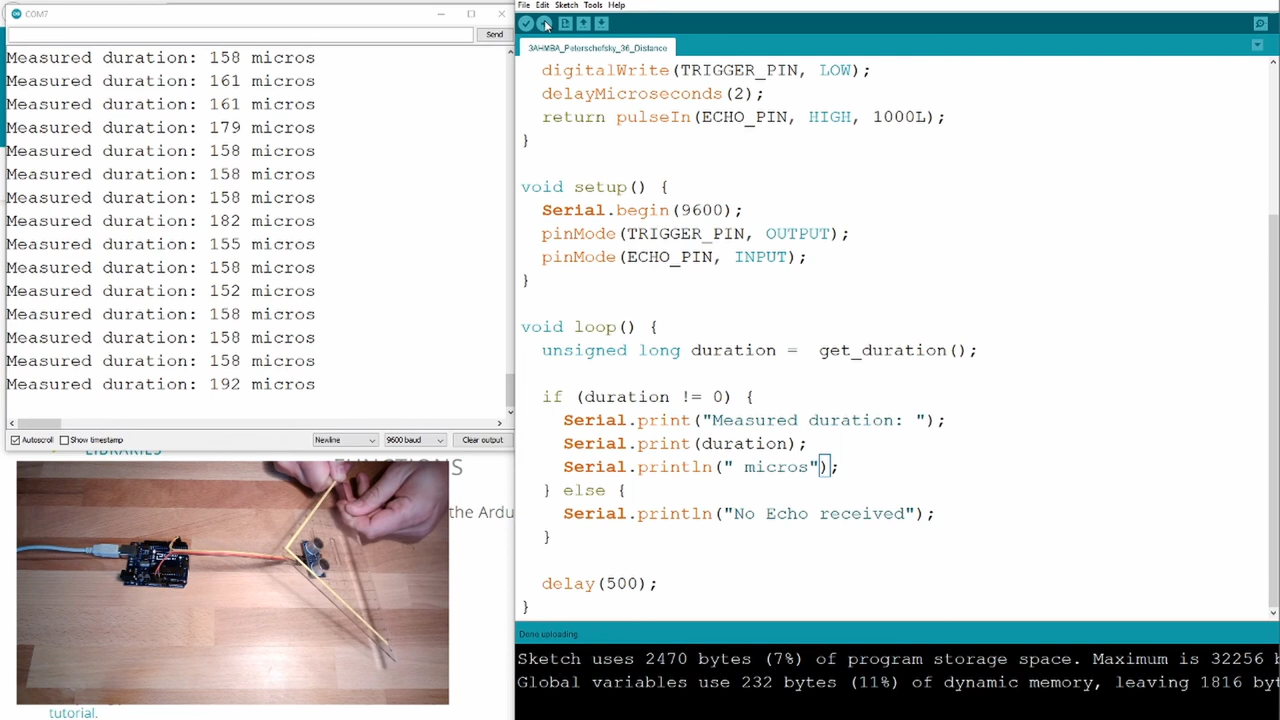 COM7
Send
Measured duration: 158 micros
Measured duration: 161 micros
Measured duration: 161 micros
Measured duration: 179 micros
Measured duration: 158 micros
Measured duration: 158 micros
Measured duration: 158 micros
Measured duration: 182 micros
Measured duration: 155 micros
Measured duration: 158 micros
Measured duration: 152 micros
Measured duration: 158 micros
Measured duration: 158 micros
Measured duration: 158 micros
Measured duration: 192 micros
Autoscroll Show timestamp Newline 9600 baud Clear output
LIBRARIES
FUNCTIONS
the Ardu
tutorial.
File Edit Sketch Tools Help
3AHMBA_Peterschofsky_36_Distance
digitalWrite(TRIGGER_PIN, LOW);
delayMicroseconds(2);
return pulseIn(ECHO_PIN, HIGH, 1000L);
}
void setup() {
Serial.begin(9600);
pinMode(TRIGGER_PIN, OUTPUT);
pinMode(ECHO_PIN, INPUT);
}
void loop() {
unsigned long duration =  get_duration();
if (duration != 0) {
Serial.print("Measured duration: ");
Serial.print(duration);
Serial.println(" micros");
} else {
Serial.println("No Echo received");
}
delay(500);
}
Done uploading.
Sketch uses 2470 bytes (7%) of program storage space. Maximum is 32256 b
Global variables use 232 bytes (11%) of dynamic memory, leaving 1816 byt